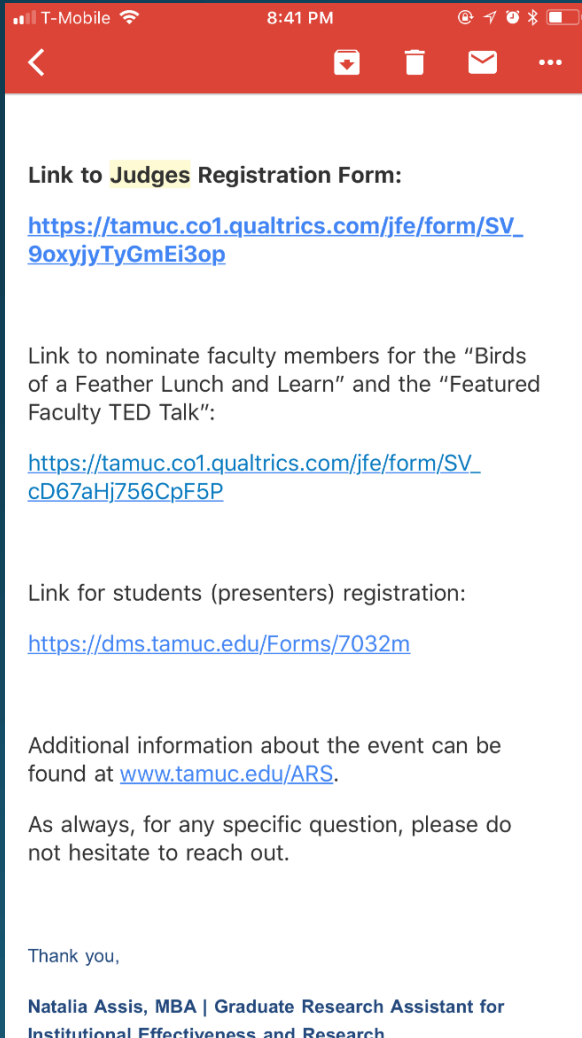 T-Mobile 8:41 PM
Link to Judges Registration Form:
https://tamuc.co1.qualtrics.com/jfe/form/SV_
9oxyjyTyGmEi3op
Link to nominate faculty members for the “Birds
of a Feather Lunch and Learn” and the “Featured
Faculty TED Talk”:
https://tamuc.co1.qualtrics.com/jfe/form/SV_
cD67aHj756CpF5P
Link for students (presenters) registration:
https://dms.tamuc.edu/Forms/7032m
Additional information about the event can be
found at www.tamuc.edu/ARS.
As always, for any specific question, please do
not hesitate to reach out.
Thank you,
Natalia Assis, MBA | Graduate Research Assistant for
Institutional Effectiveness and Research